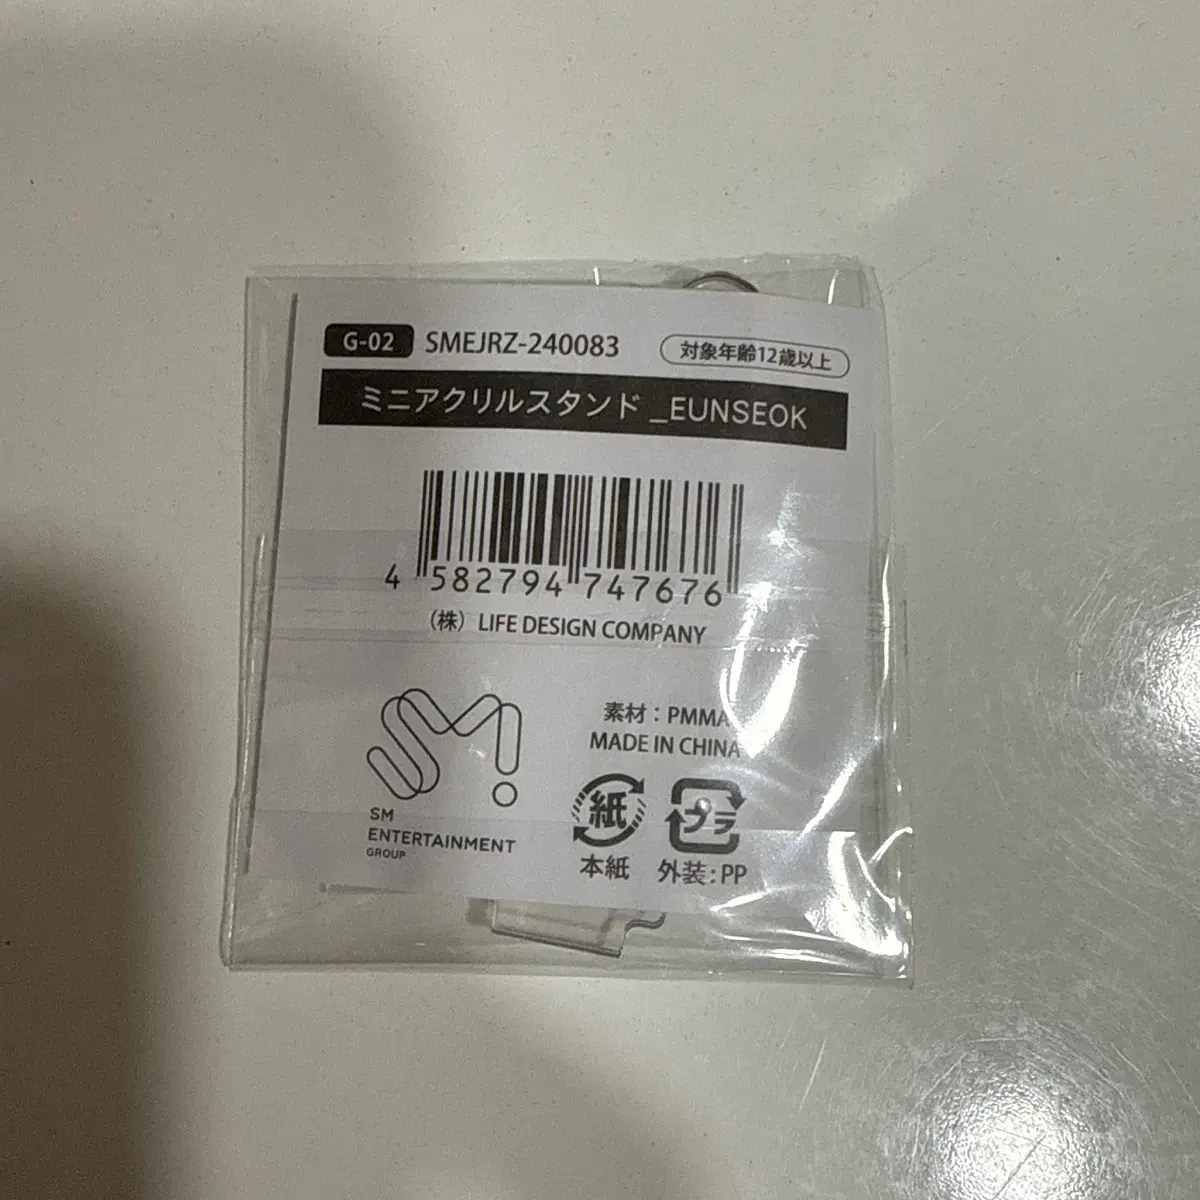 G-02 SMEJRZ-240083 対象年齢12歳以上
ミニアクリルスタンド _EUNSEOK
4 582794 747676
(株) LIFE DESIGN COMPANY
SM
ENTERTAINMENT
GROUP
素材：PMMA
MADE IN CHINA
紙
本紙
プラ
外装:PP